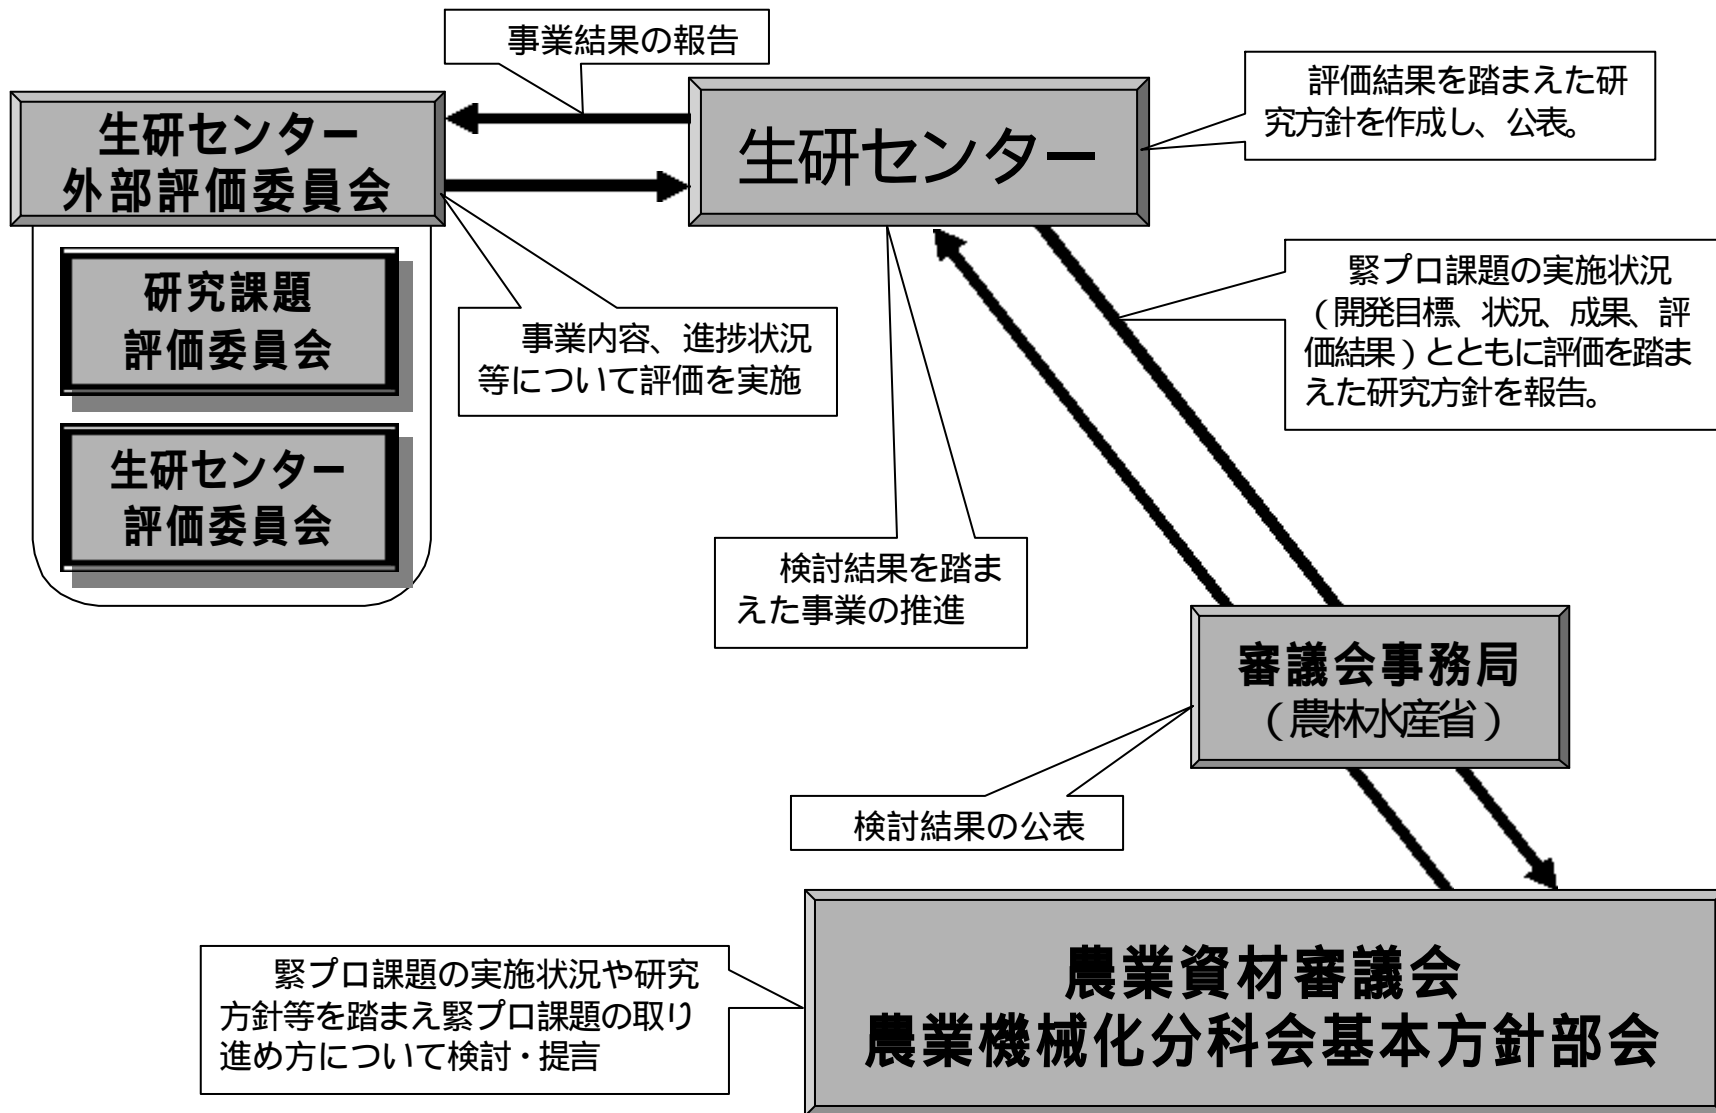 事業結果の報告
生研センター
外部評価委員会
生研センター
評価結果を踏まえた研
究方針を作成し、公表。
研究課題
評価委員会
生研センター
評価委員会
事業内容、進捗状況
等について評価を実施
緊プロ課題の実施状況
（開発目標、状況、成果、評
価結果）とともに評価を踏ま
えた研究方針を報告。
検討結果を踏ま
えた事業の推進
審議会事務局
（農林水産省）
検討結果の公表
緊プロ課題の実施状況や研究
方針等を踏まえ緊プロ課題の取り
進め方について検討・提言
農業資材審議会
農業機械化分科会基本方針部会